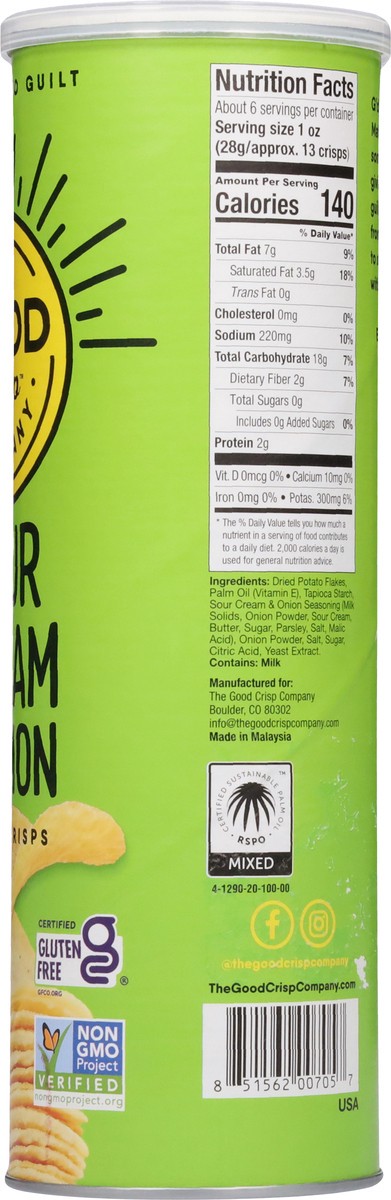 GUILT
OD
NNY
UR
AM
ION
RISPS
CERTIFIED
GLUTEN
FREE
g
®
GFCO.ORG
NON
GMO
Project
VERIFIED
nongmoproject.org
Nutrition Facts
About 6 servings per container
Serving size 1 oz
(28g/approx. 13 crisps)
Amount Per Serving
Calories 140
% Daily Value*
Total Fat 7g 9%
Saturated Fat 3.5g 18%
Trans Fat 0g
Cholesterol 0mg 0%
Sodium 220mg 10%
Total Carbohydrate 18g 7%
Dietary Fiber 2g 7%
Total Sugars 0g
Includes 0g Added Sugars 0%
Protein 2g
Vit. D 0mcg 0% • Calcium 10mg 0%
Iron 0mg 0% • Potas. 300mg 6%
* The % Daily Value tells you how much a
nutrient in a serving of food contributes
to a daily diet. 2,000 calories a day is
used for general nutrition advice.
Ingredients: Dried Potato Flakes,
Palm Oil (Vitamin E), Tapioca Starch,
Sour Cream & Onion Seasoning (Milk
Solids, Onion Powder, Sour Cream,
Butter, Sugar, Parsley, Salt, Malic
Acid), Onion Powder, Salt, Sugar,
Citric Acid, Yeast Extract.
Contains: Milk
Manufactured for:
The Good Crisp Company
Boulder, CO 80302
info@thegoodcrispcompany.com
Made in Malaysia
CERTIFIED SUSTAINABLE PALM OIL
™
RSPO
MIXED
4-1290-20-100-00
@thegoodcrispcompany
TheGoodCrispCompany.com
8 51562 00705 7
USA